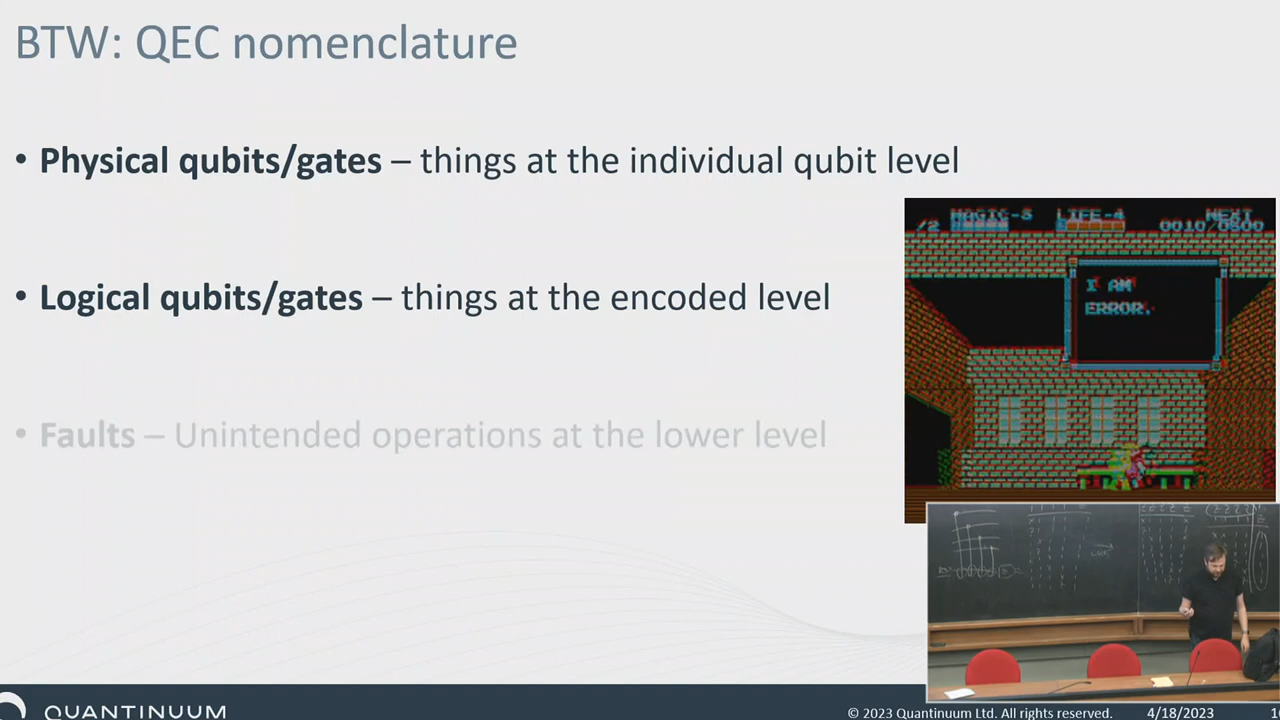 BTW: QEC nomenclature
• Physical qubits/gates – things at the individual qubit level
• Logical qubits/gates – things at the encoded level
• Faults – Unintended operations at the lower level
MAGIC-8 LIFE-4 NEXT
/2 0010/0500
I AM
ERROR.
QUANTINUUM
© 2023 Quantinuum Ltd. All rights reserved. 4/18/2023